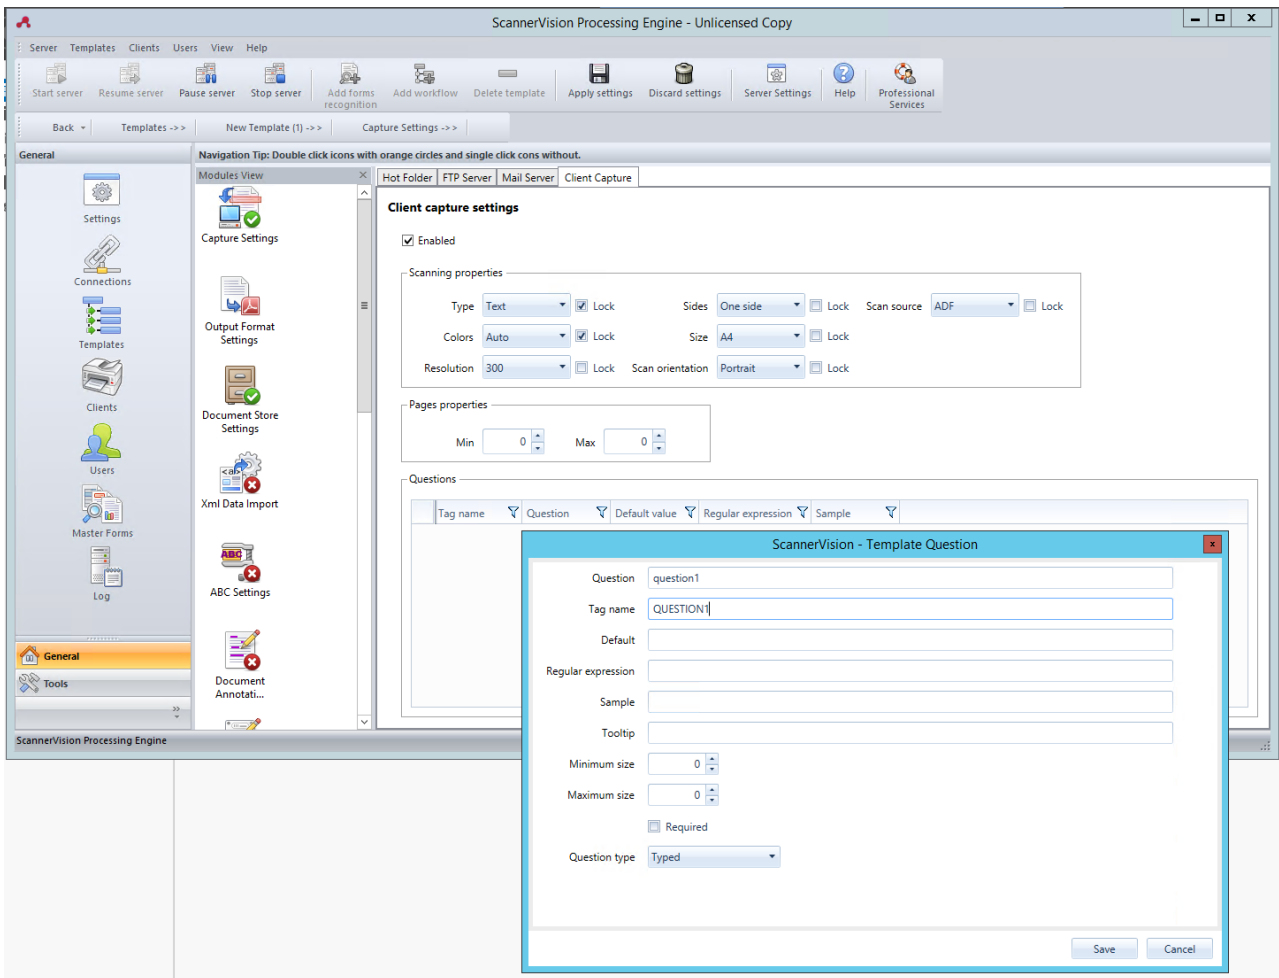 ScannerVision Processing Engine - Unlicensed Copy
Server Templates Clients Users View Help
Start server Resume server Pause server Stop server Add forms recognition Add workflow Delete template Apply settings Discard settings Server Settings Help Professional Services
Back Templates ->> New Template (1) ->> Capture Settings ->>
General
Navigation Tip: Double click icons with orange circles and single click cons without.
Settings
Connections
Templates
Clients
Users
Master Forms
Log
General
Tools
Modules View
Capture Settings
Output Format
Settings
Document Store
Settings
Xml Data Import
ABC
ABC Settings
Document
Annotati...
Hot Folder FTP Server Mail Server Client Capture
Client capture settings
Enabled
Scanning properties
Type Text Lock Sides One side Lock Scan source ADF Lock
Colors Auto Lock Size A4 Lock
Resolution 300 Lock Scan orientation Portrait Lock
Pages properties
Min 0 Max 0
Questions
Tag name Question Default value Regular expression Sample
ScannerVision - Template Question
Question question1
Tag name QUESTION1
Default
Regular expression
Sample
Tooltip
Minimum size 0
Maximum size 0
Required
Question type Typed
Save Cancel
ScannerVision Processing Engine